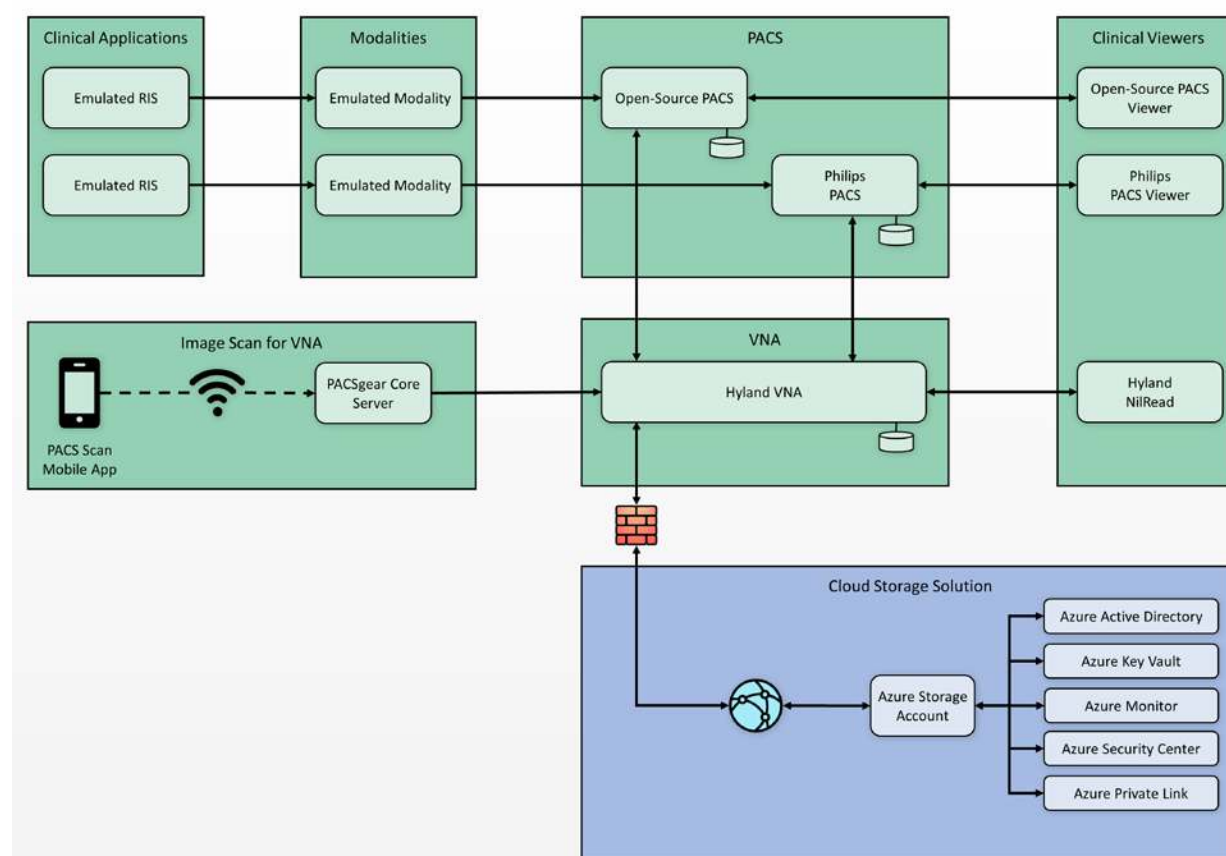 Clinical Applications
Modalities
PACS
Clinical Viewers
Emulated RIS
Emulated Modality
Open-Source PACS
Open-Source PACS
Viewer
Emulated RIS
Emulated Modality
Philips
PACS
Philips
PACS Viewer
Image Scan for VNA
VNA
PACS Scan
Mobile App
PACSgear Core
Server
Hyland VNA
Hyland
NilRead
Cloud Storage Solution
Azure Storage
Account
Azure Active Directory
Azure Key Vault
Azure Monitor
Azure Security Center
Azure Private Link